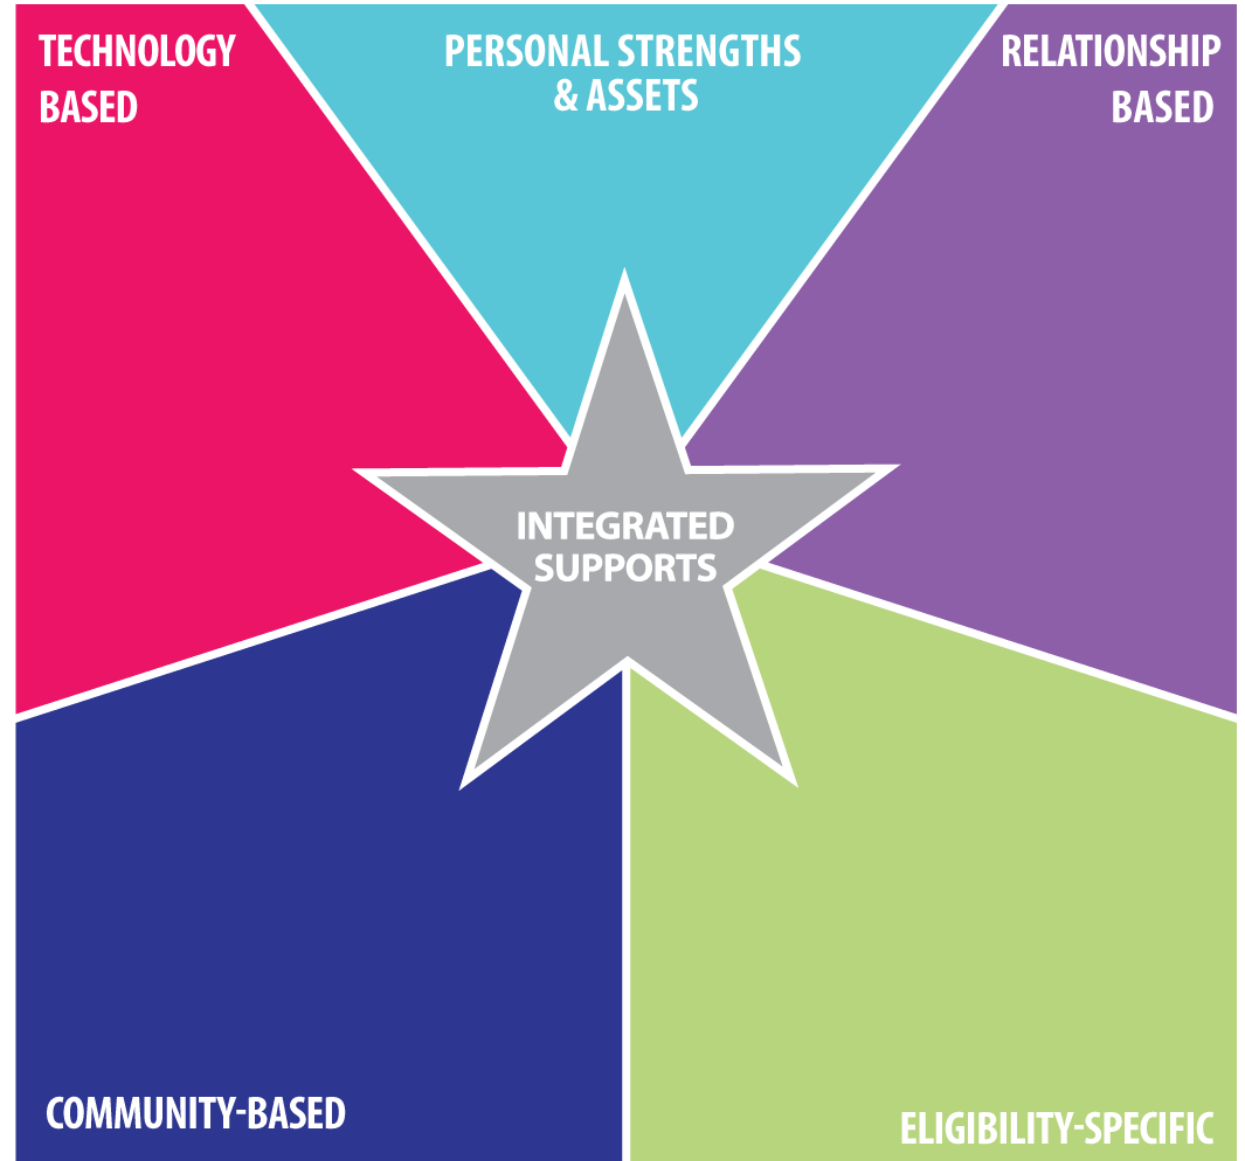 TECHNOLOGY
BASED
PERSONAL STRENGTHS
& ASSETS
RELATIONSHIP
BASED
INTEGRATED
SUPPORTS
COMMUNITY-BASED
ELIGIBILITY-SPECIFIC